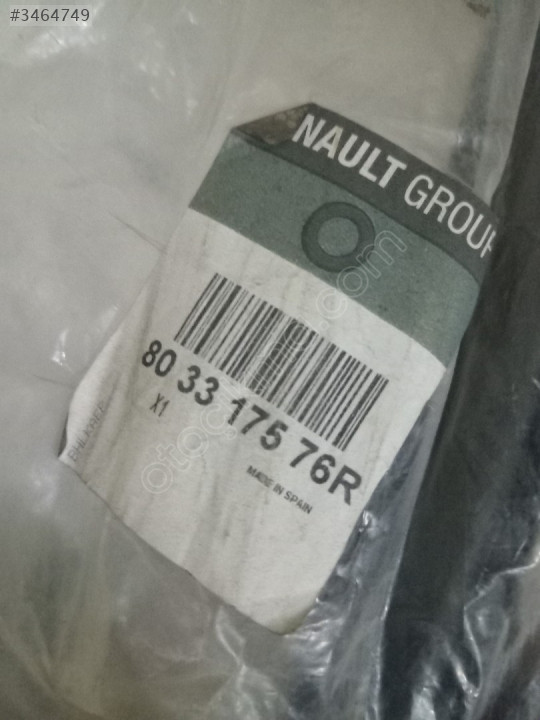 #3464749
NAULT GROUP
80 33 175 76R
X1
MADE IN SPAIN